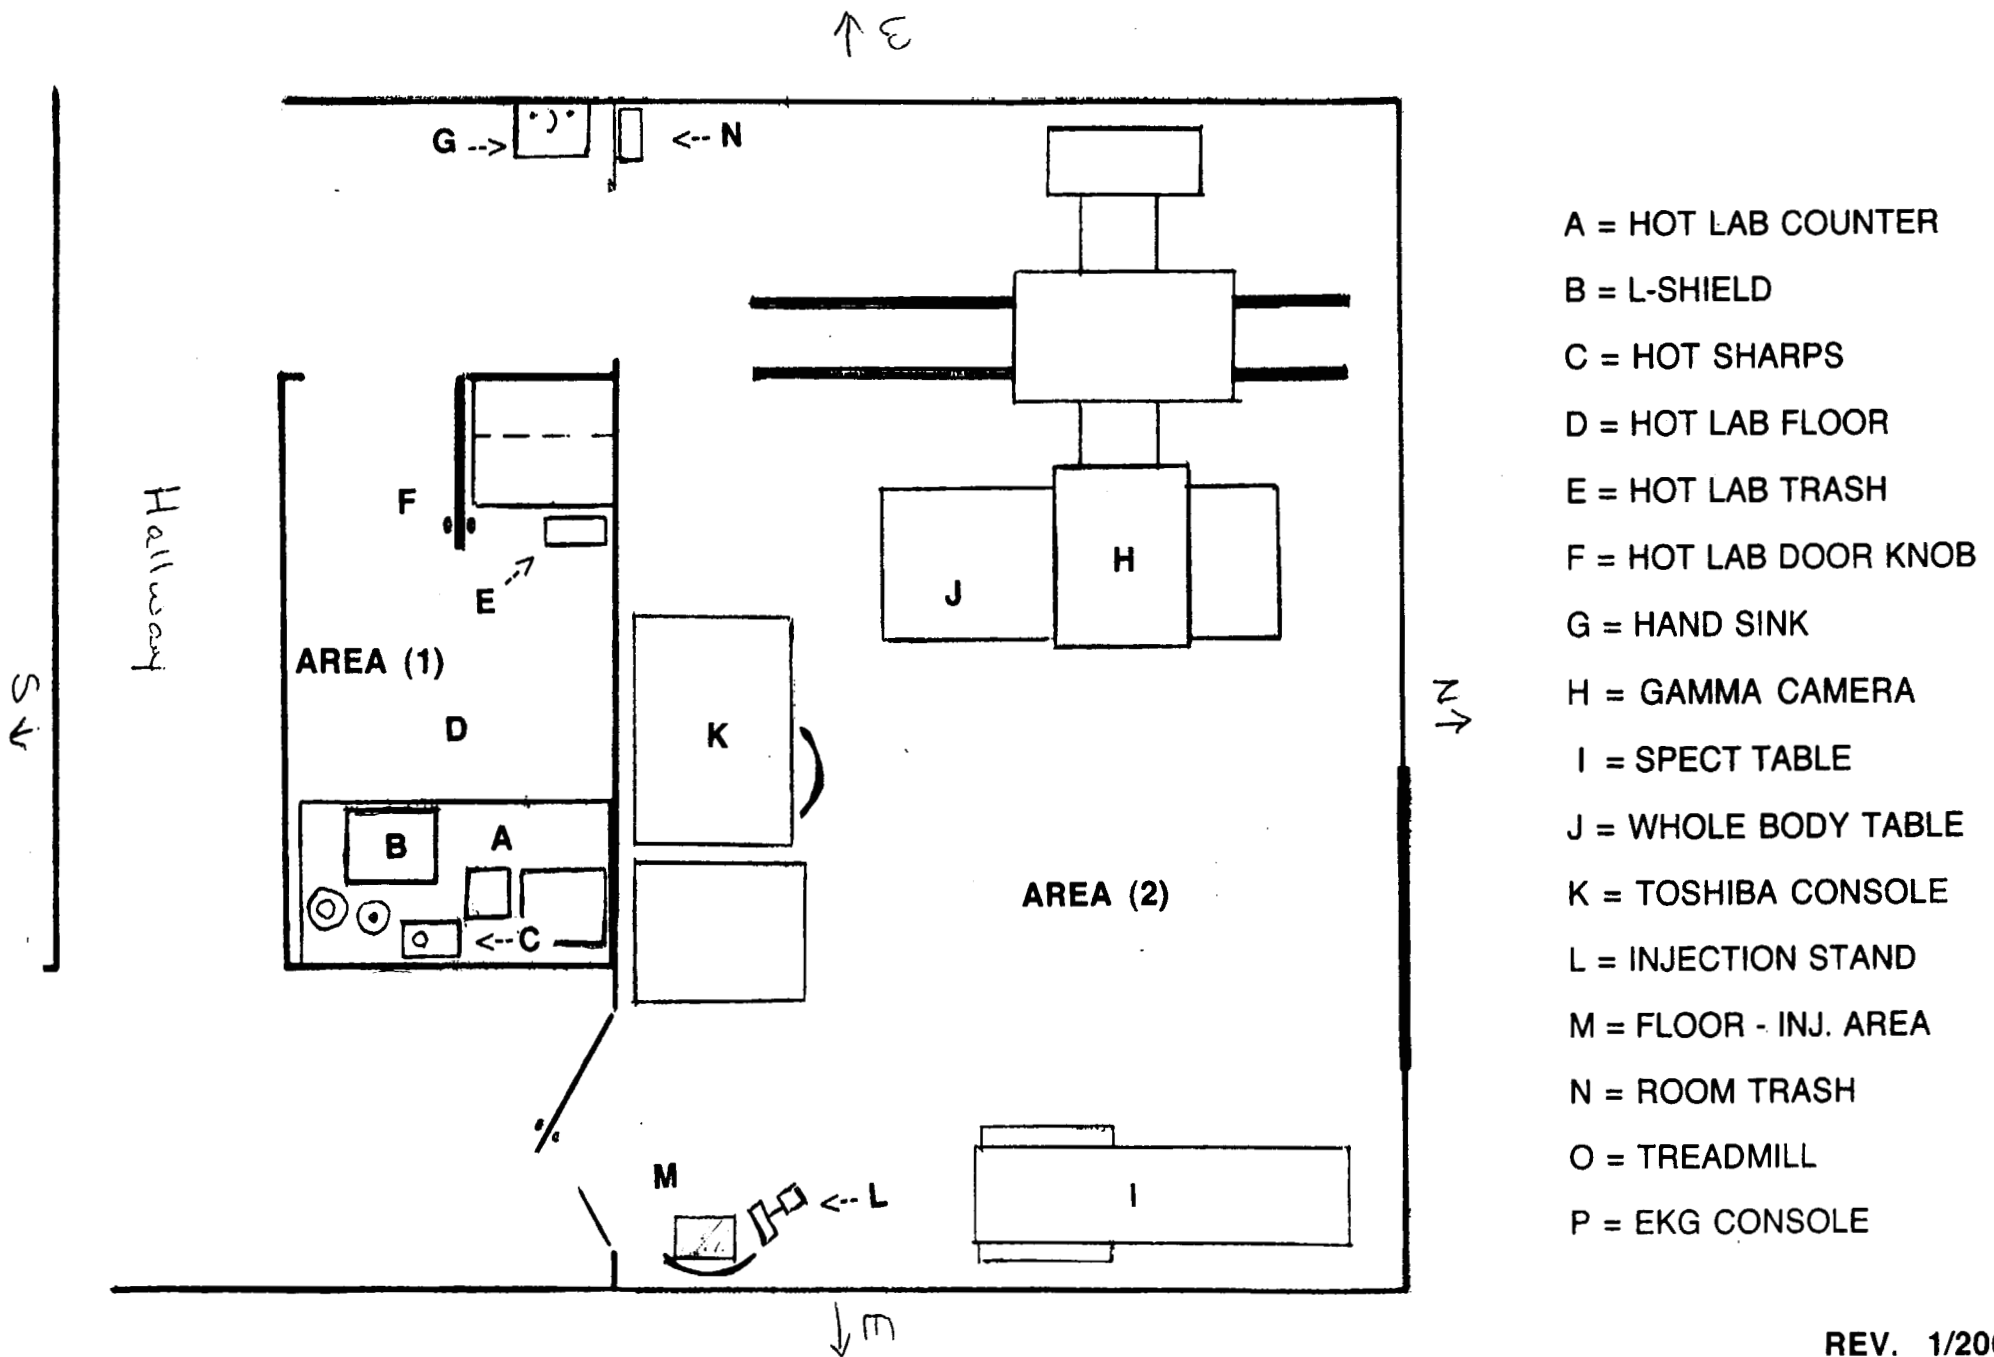 ↑ W
G -->
<-- N
A = HOT LAB COUNTER
B = L-SHIELD
C = HOT SHARPS
D = HOT LAB FLOOR
E = HOT LAB TRASH
F = HOT LAB DOOR KNOB
G = HAND SINK
H = GAMMA CAMERA
I = SPECT TABLE
J = WHOLE BODY TABLE
K = TOSHIBA CONSOLE
L = INJECTION STAND
M = FLOOR - INJ. AREA
N = ROOM TRASH
O = TREADMILL
P = EKG CONSOLE
Hallway
F
E
H
J
AREA (1)
S
N
D
K
B
A
<-- C
AREA (2)
M
<-- L
I
E
REV. 1/20